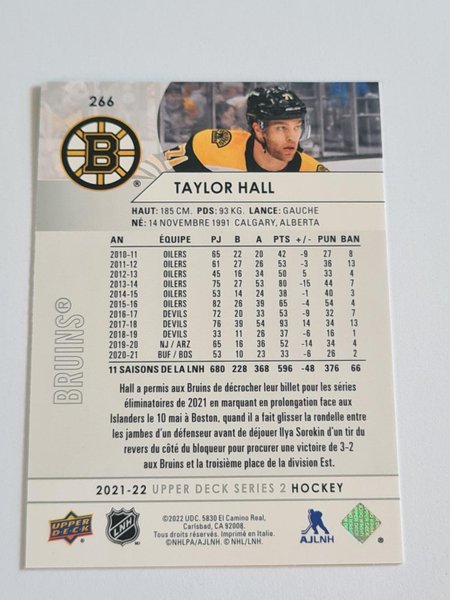 266
71
B
®
TAYLOR HALL
HAUT: 185 CM. PDS: 93 KG. LANCE: GAUCHE
NÉ: 14 NOVEMBRE 1991 CALGARY, ALBERTA
AN ÉQUIPE PJ B A PTS +/- PUN BAN
2010-11 OILERS 65 22 20 42 -9 27 8
2011-12 OILERS 61 27 26 53 -3 36 13
2012-13 OILERS 45 16 34 50 5 33 4
2013-14 OILERS 75 27 53 80 -15 44 7
2014-15 OILERS 53 14 24 38 -1 40 3
2015-16 OILERS 82 26 39 65 -4 54 4
2016-17 DEVILS 72 20 33 53 -9 32 7
2017-18 DEVILS 76 39 54 93 14 34 13
2018-19 DEVILS 33 11 26 37 -6 16 1
2019-20 NJ / ARZ 65 16 36 52 -14 34 4
2020-21 BUF / BOS 53 10 23 33 -6 26 2
11 SAISONS DE LA LNH 680 228 368 596 -48 376 66
BRUINS®
Hall a permis aux Bruins de décrocher leur billet pour les séries
éliminatoires de 2021 en marquant en prolongation face aux
Islanders le 10 mai à Boston, quand il a fait glisser la rondelle entre
les jambes d'un défenseur avant de déjouer Ilya Sorokin d'un tir du
revers du côté du bloqueur pour procurer une victoire de 3-2
aux Bruins et la troisième place de la division Est.
2021-22 UPPER DECK SERIES 2 HOCKEY
UPPER DECK
NHL
©2022 UDC. 5830 El Camino Real,
Carlsbad, CA 92008.
Tous droits réservés. Imprimé en Italie.
©NHLPA/AJLNH. ©NHL/LNH.
AJLNH
®